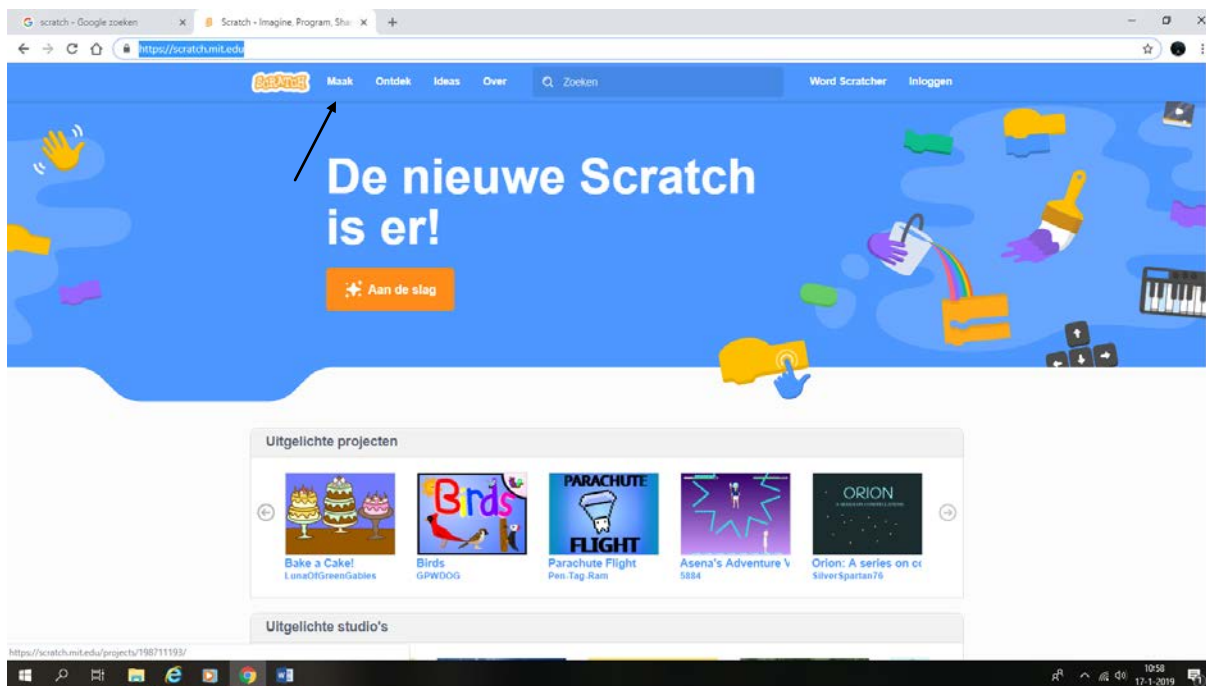 scratch - Google zoeken
Scratch - Imagine, Program, Sha
https://scratch.mit.edu
SCRATCH Maak Ontdek Ideas Over Zoeken Word Scratcher Inloggen
De nieuwe Scratch
is er!
Aan de slag
Uitgelichte projecten
Birds
PARACHUTE
FLIGHT
ORION
Bake a Cake!
LunaOfGreenGables
Birds
GPWDOG
Parachute Flight
Pen-Tag-Ram
Asena's Adventure V
5884
Orion: A series on co
SilverSpartan76
Uitgelichte studio's
https://scratch.mit.edu/projects/198711193/
10:58
17-1-2019